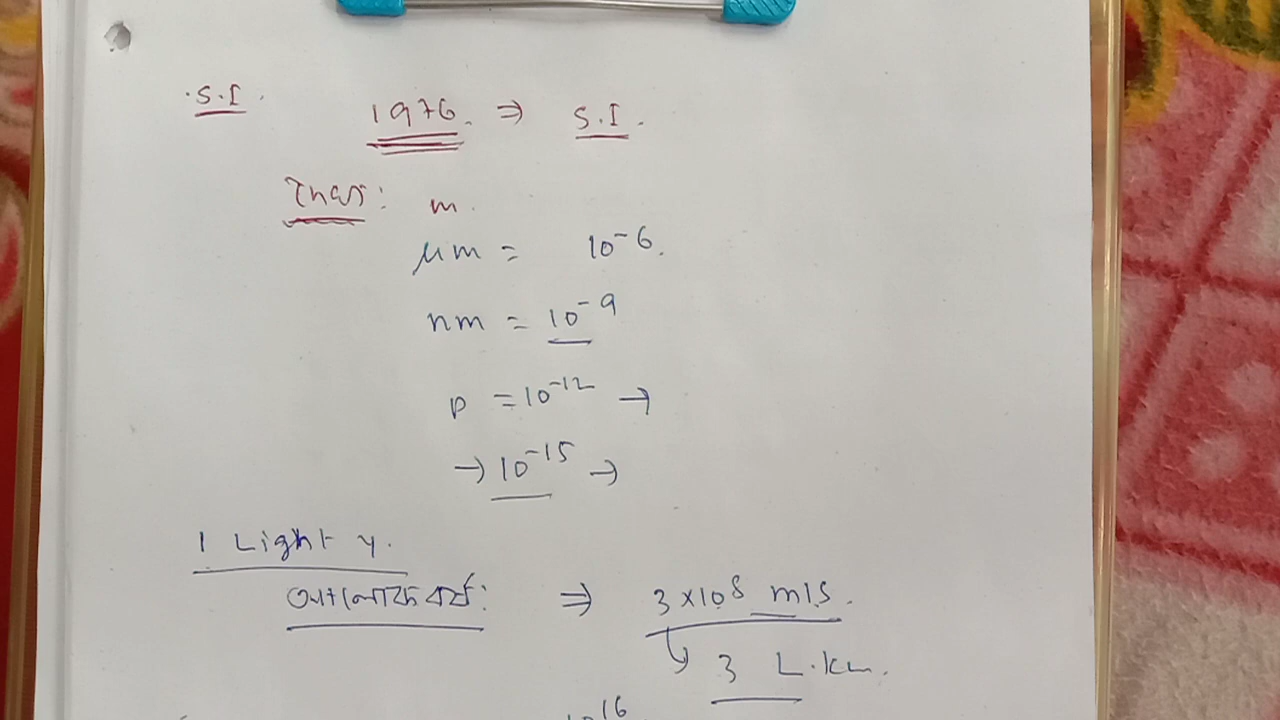 S.I. 1976. ⇒ S.I.
m.
μm = 10⁻⁶.
nm = 10⁻⁹
p = 10⁻¹² →
→ 10⁻¹⁵ →
1 Light y.
আলোকবর্ষ: ⇒ 3×10⁸ m/s.
3 L.km.
10¹⁶